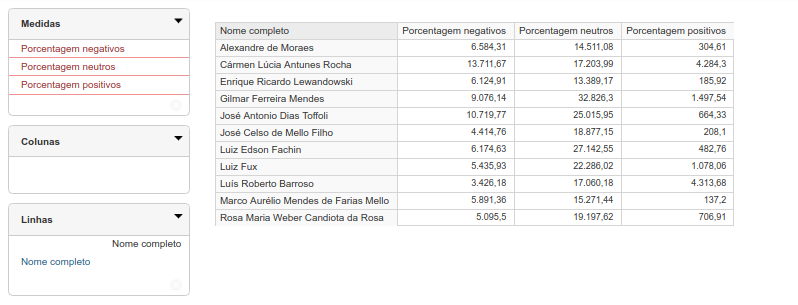 Medidas
Porcentagem negativos
Porcentagem neutros
Porcentagem positivos
Colunas
Linhas
Nome completo
Nome completo
Nome completo Porcentagem negativos Porcentagem neutros Porcentagem positivos
Alexandre de Moraes 6.584,31 14.511,08 304,61
Cármen Lúcia Antunes Rocha 13.711,67 17.203,99 4.284,3
Enrique Ricardo Lewandowski 6.124,91 13.389,17 185,92
Gilmar Ferreira Mendes 9.076,14 32.826,3 1.497,54
José Antonio Dias Toffoli 10.719,77 25.015,95 664,33
José Celso de Mello Filho 4.414,76 18.877,15 208,1
Luiz Edson Fachin 6.174,63 27.142,55 482,76
Luiz Fux 5.435,93 22.286,02 1.078,06
Luís Roberto Barroso 3.426,18 17.060,18 4.313,68
Marco Aurélio Mendes de Farias Mello 5.891,36 15.271,44 137,2
Rosa Maria Weber Candiota da Rosa 5.095,5 19.197,62 706,91